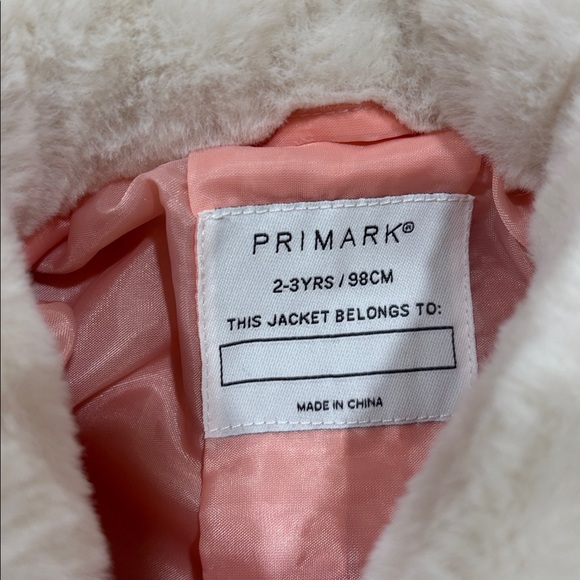 PRIMARK®
2-3YRS / 98CM
THIS JACKET BELONGS TO:
MADE IN CHINA